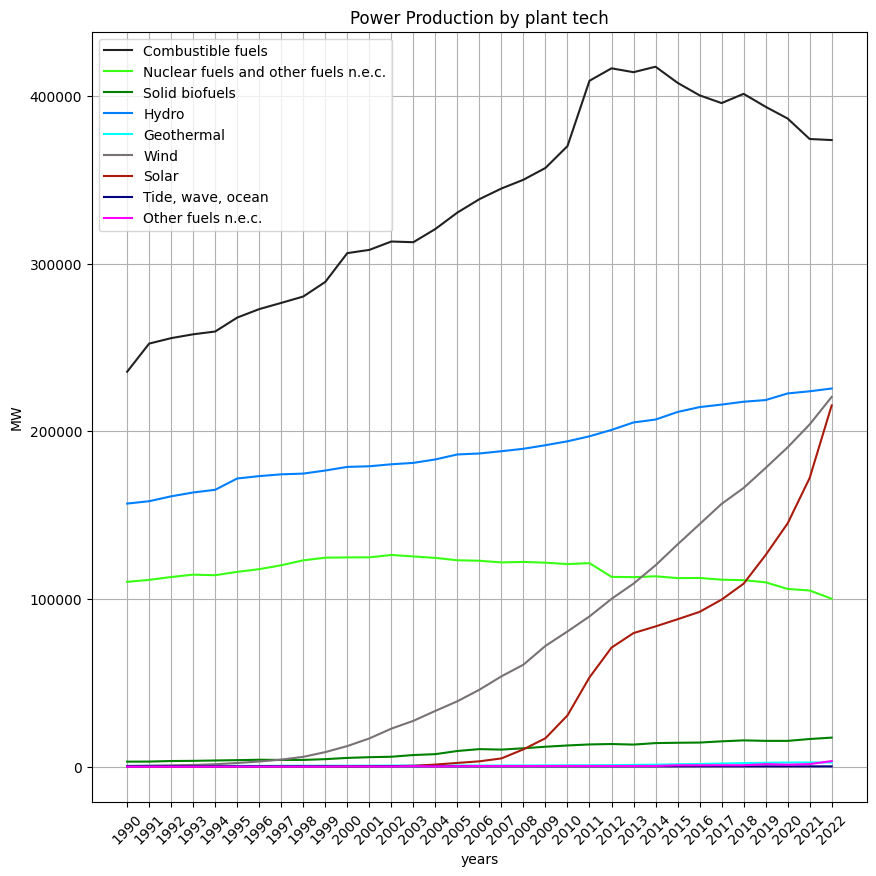 Power Production by plant tech
Combustible fuels
Nuclear fuels and other fuels n.e.c.
Solid biofuels
Hydro
Geothermal
Wind
Solar
Tide, wave, ocean
Other fuels n.e.c.
400000
300000
200000
100000
0
MW
1990 1991 1992 1993 1994 1995 1996 1997 1998 1999 2000 2001 2002 2003 2004 2005 2006 2007 2008 2009 2010 2011 2012 2013 2014 2015 2016 2017 2018 2019 2020 2021 2022
years